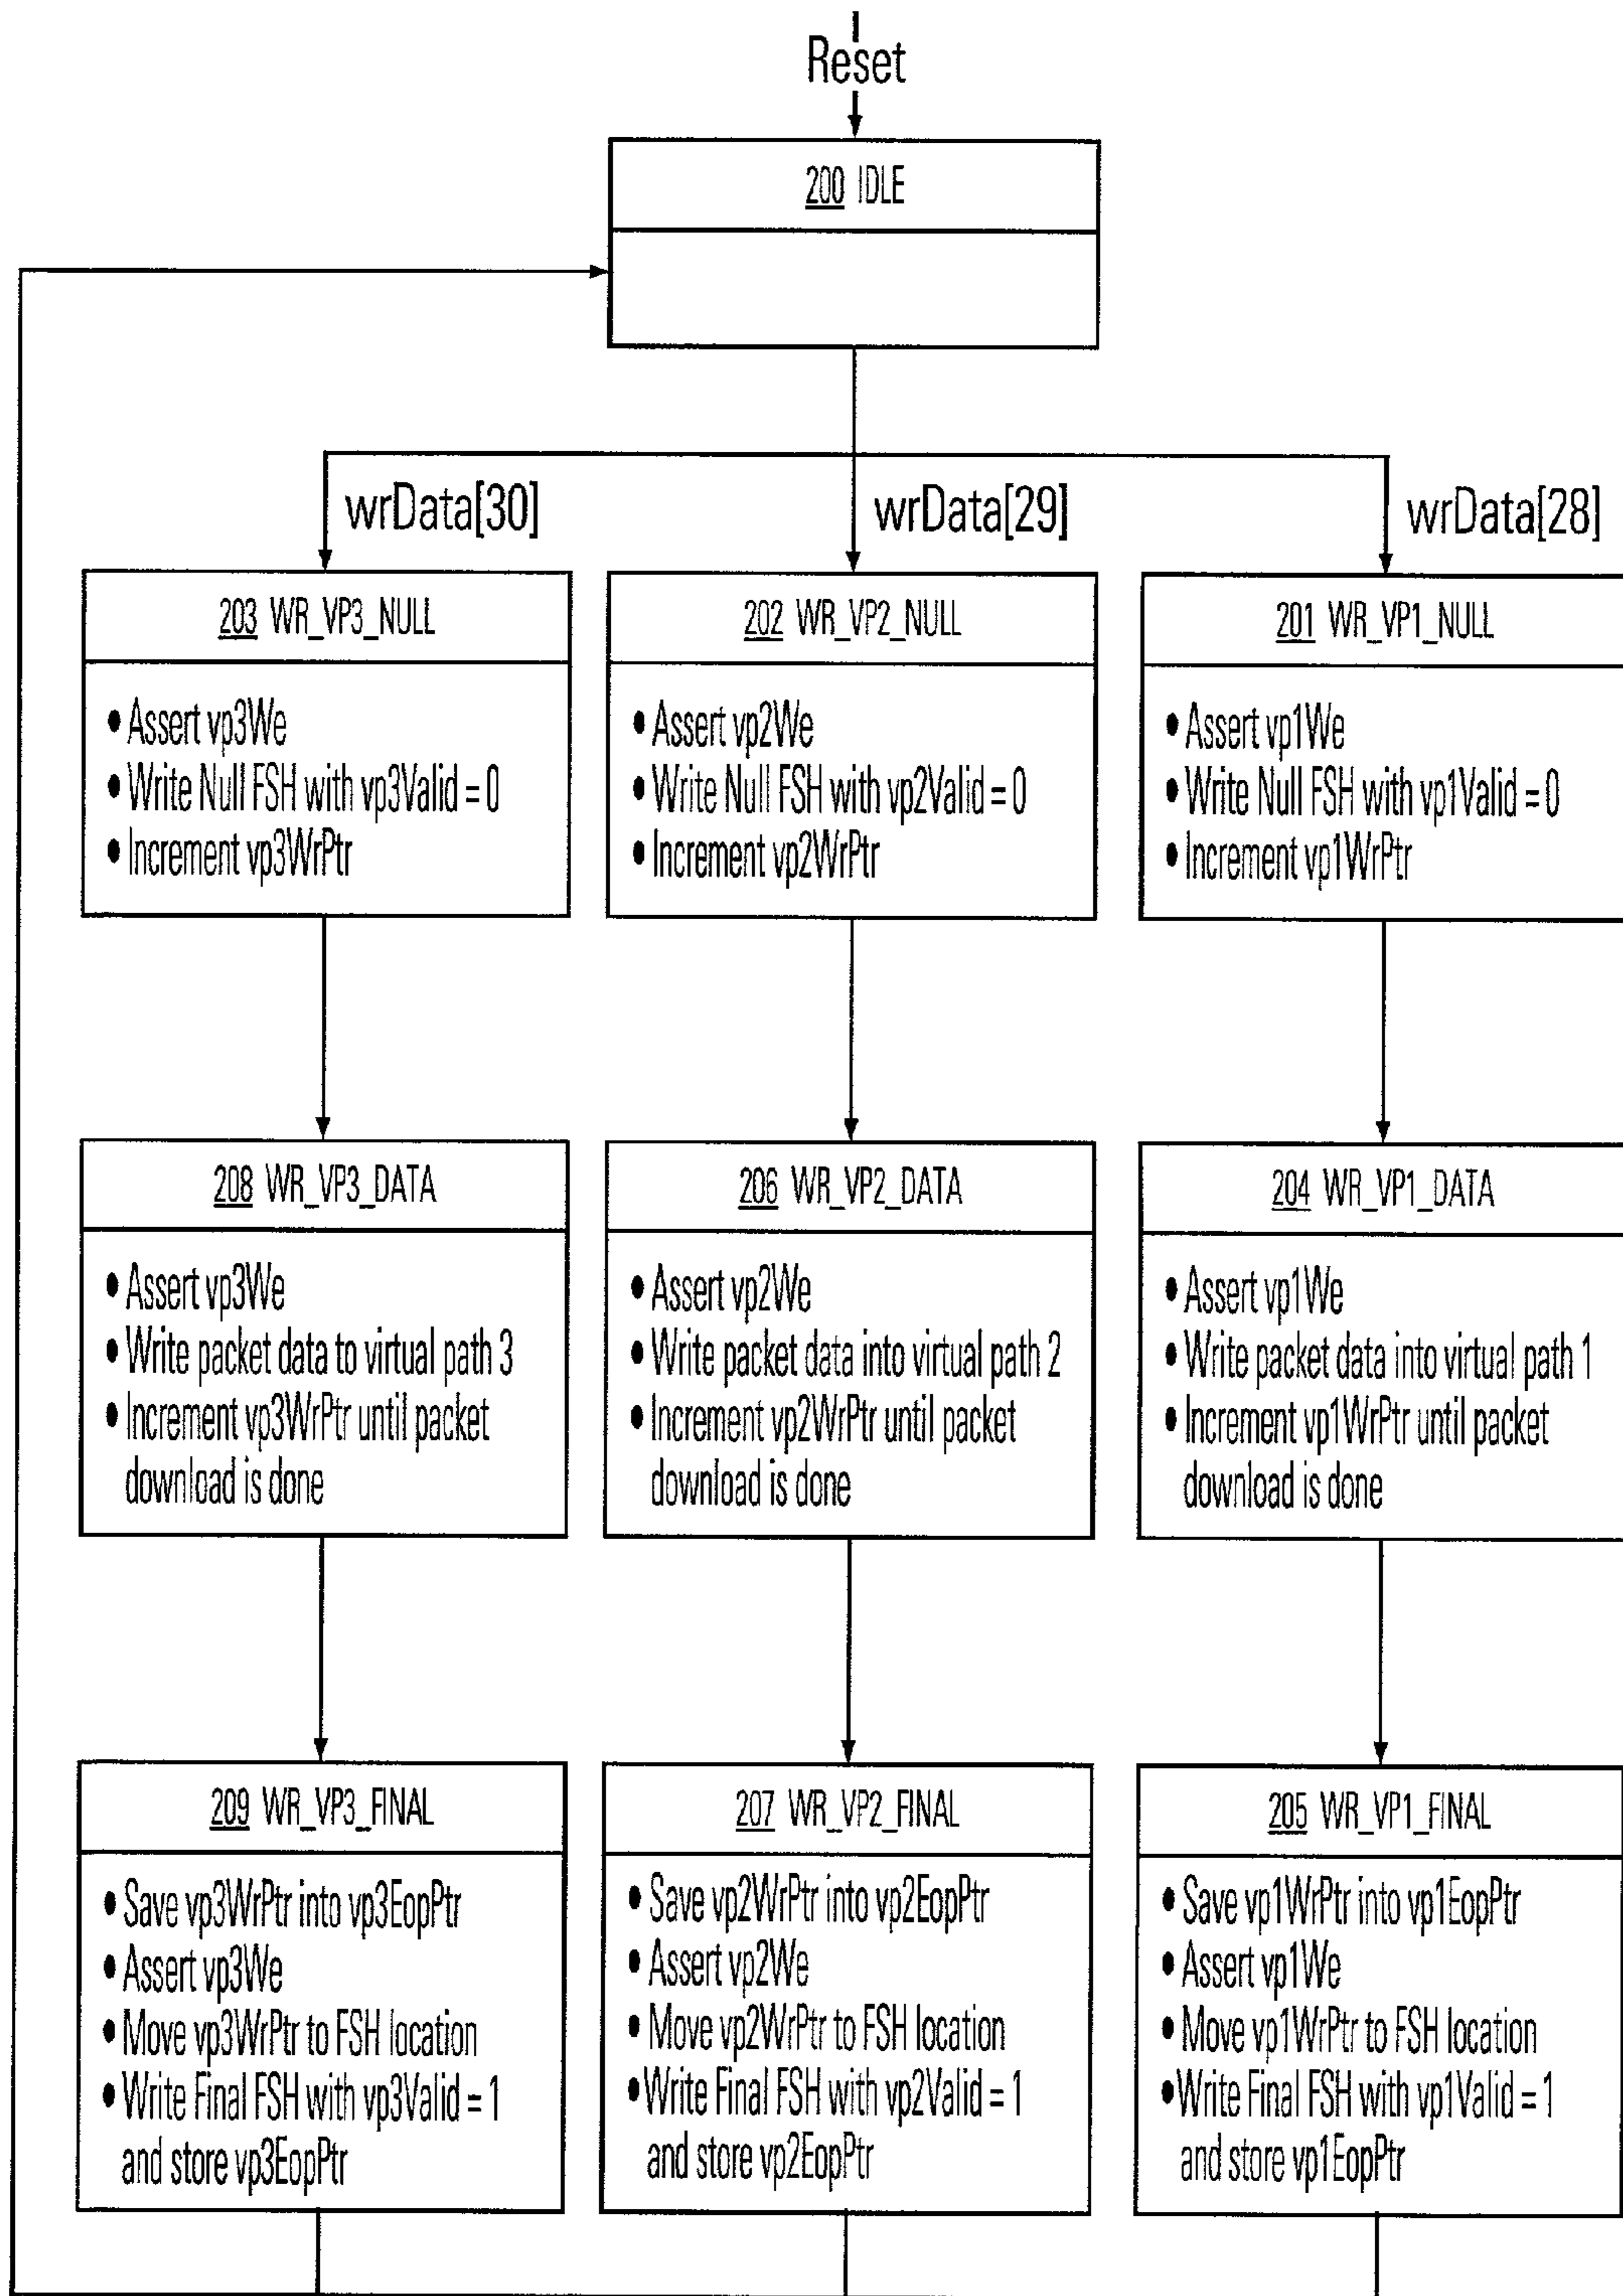 Reset
200 IDLE
wrData[30]
wrData[29]
wrData[28]
203 WR_VP3_NULL
• Assert vp3We
• Write Null FSH with vp3Valid = 0
• Increment vp3WrPtr
202 WR_VP2_NULL
• Assert vp2We
• Write Null FSH with vp2Valid = 0
• Increment vp2WrPtr
201 WR_VP1_NULL
• Assert vp1We
• Write Null FSH with vp1Valid = 0
• Increment vp1WrPtr
208 WR_VP3_DATA
• Assert vp3We
• Write packet data to virtual path 3
• Increment vp3WrPtr until packet
download is done
206 WR_VP2_DATA
• Assert vp2We
• Write packet data into virtual path 2
• Increment vp2WrPtr until packet
download is done
204 WR_VP1_DATA
• Assert vp1We
• Write packet data into virtual path 1
• Increment vp1WrPtr until packet
download is done
209 WR_VP3_FINAL
• Save vp3WrPtr into vp3EopPtr
• Assert vp3We
• Move vp3WrPtr to FSH location
• Write Final FSH with vp3Valid = 1
and store vp3EopPtr
207 WR_VP2_FINAL
• Save vp2WrPtr into vp2EopPtr
• Assert vp2We
• Move vp2WrPtr to FSH location
• Write Final FSH with vp2Valid = 1
and store vp2EopPtr
205 WR_VP1_FINAL
• Save vp1WrPtr into vp1EopPtr
• Assert vp1We
• Move vp1WrPtr to FSH location
• Write Final FSH with vp1Valid = 1
and store vp1EopPtr